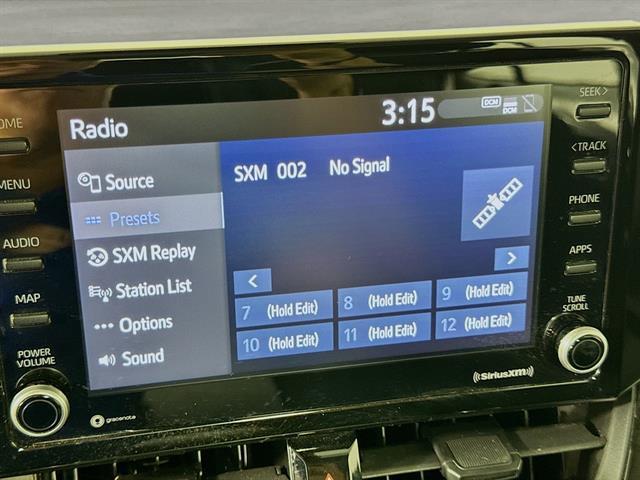 HOME
MENU
AUDIO
MAP
POWER
VOLUME
Radio
3:15
DCM
DCM
Source
Presets
SXM Replay
Station List
Options
Sound
SXM 002 No Signal
<
>
7 (Hold Edit)
8 (Hold Edit)
9 (Hold Edit)
10 (Hold Edit)
11 (Hold Edit)
12 (Hold Edit)
SEEK >
< TRACK
PHONE
APPS
TUNE
SCROLL
gracenote
((SiriusXM))